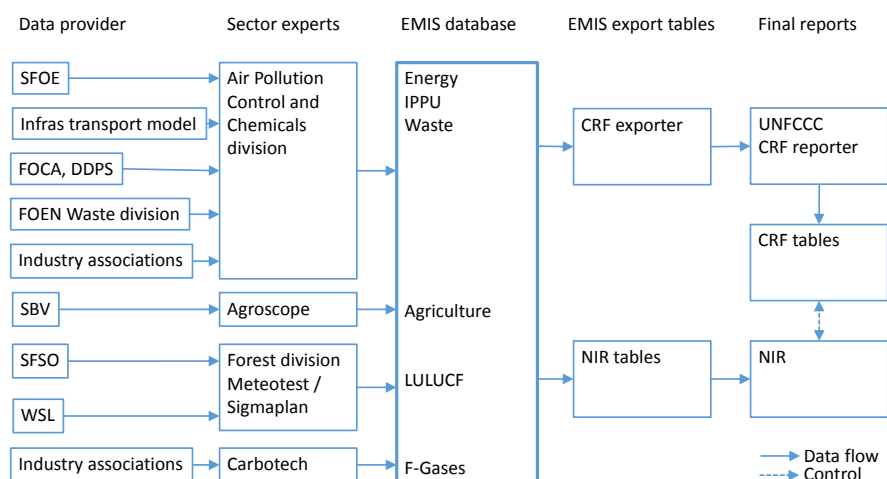 Data provider
Sector experts
EMIS database
EMIS export tables
Final reports
SFOE
Infras transport model
FOCA, DDPS
FOEN Waste division
Industry associations
SBV
SFSO
WSL
Industry associations
Air Pollution
Control and
Chemicals
division
Agroscope
Forest division
Meteotest /
Sigmaplan
Carbotech
Energy
IPPU
Waste
Agriculture
LULUCF
F-Gases
CRF exporter
NIR tables
UNFCCC
CRF reporter
CRF tables
NIR
Data flow
Control